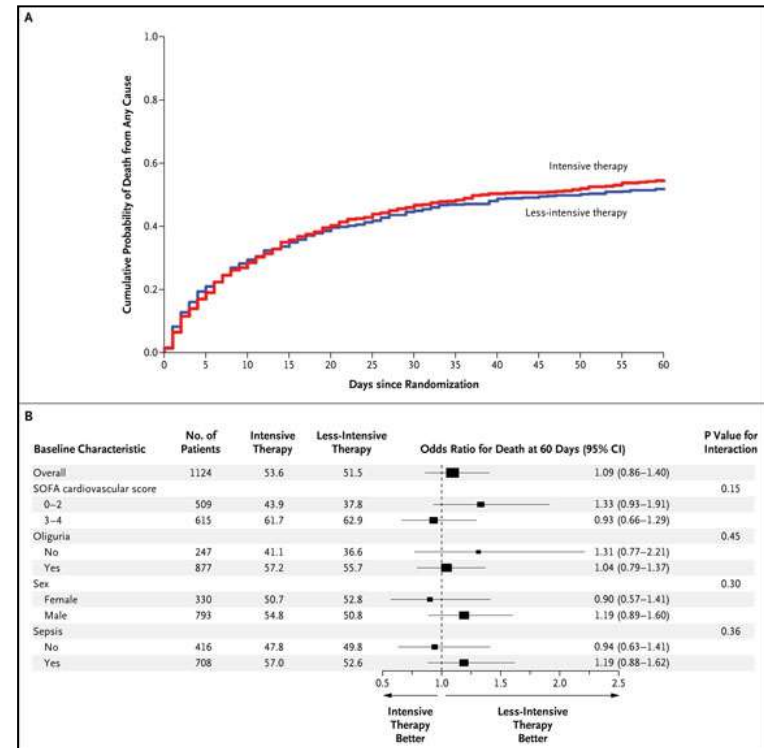 A
Cumulative Probability of Death from Any Cause
1.0
0.8
0.6
0.4
0.2
0.0
Intensive therapy
Less-intensive therapy
0 5 10 15 20 25 30 35 40 45 50 55 60
Days since Randomization
B
Baseline Characteristic No. of Patients Intensive Therapy Less-Intensive Therapy Odds Ratio for Death at 60 Days (95% CI) P Value for Interaction
Overall 1124 53.6 51.5 1.09 (0.86–1.40)
SOFA cardiovascular score 0.15
0–2 509 43.9 37.8 1.33 (0.93–1.91)
3–4 615 61.7 62.9 0.93 (0.66–1.29)
Oliguria 0.45
No 247 41.1 36.6 1.31 (0.77–2.21)
Yes 877 57.2 55.7 1.04 (0.79–1.37)
Sex 0.30
Female 330 50.7 52.8 0.90 (0.57–1.41)
Male 793 54.8 50.8 1.19 (0.89–1.60)
Sepsis 0.36
No 416 47.8 49.8 0.94 (0.63–1.41)
Yes 708 57.0 52.6 1.19 (0.88–1.62)
0.5 1.0 1.5 2.0 2.5
Intensive Therapy Better
Less-Intensive Therapy Better